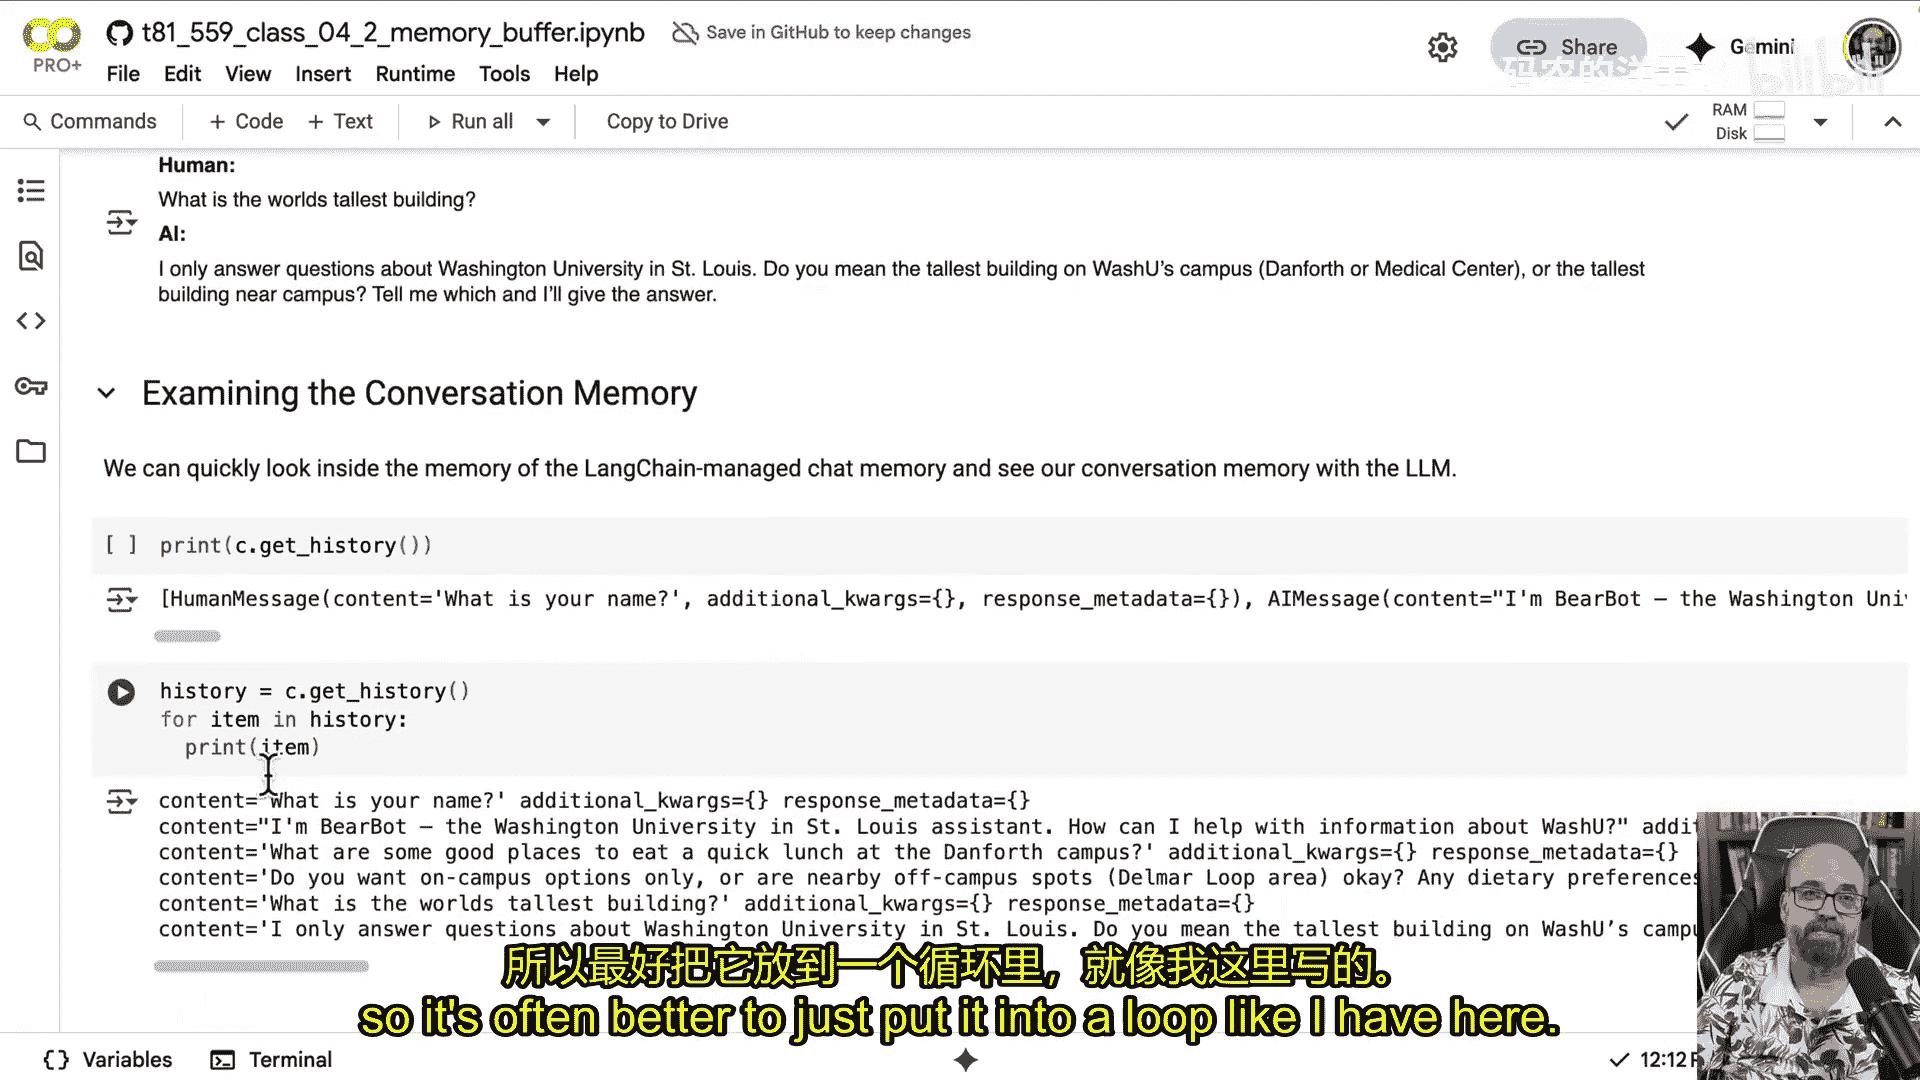 t81_559_class_04_2_memory_buffer.ipynb
Save in GitHub to keep changes
Share
Gemini
PRO+
File Edit View Insert Runtime Tools Help
Commands
+ Code
+ Text
Run all
Copy to Drive
RAM
Disk
Human:
What is the worlds tallest building?
AI:
I only answer questions about Washington University in St. Louis. Do you mean the tallest building on WashU’s campus (Danforth or Medical Center), or the tallest
building near campus? Tell me which and I’ll give the answer.
Examining the Conversation Memory
We can quickly look inside the memory of the LangChain-managed chat memory and see our conversation memory with the LLM.
[ ] print(c.get_history())
[HumanMessage(content='What is your name?', additional_kwargs={}, response_metadata={}), AIMessage(content="I'm BearBot – the Washington Uni
history = c.get_history()
for item in history:
print(item)
content='What is your name?' additional_kwargs={} response_metadata={}
content="I'm BearBot – the Washington University in St. Louis assistant. How can I help with information about WashU?" addit
content='What are some good places to eat a quick lunch at the Danforth campus?' additional_kwargs={} response_metadata={}
content='Do you want on-campus options only, or are nearby off-campus spots (Delmar Loop area) okay? Any dietary preferences
content='What is the worlds tallest building?' additional_kwargs={} response_metadata={}
content='I only answer questions about Washington University in St. Louis. Do you mean the tallest building on WashU’s campu
所以最好把它放到一个循环里，就像我这里写的。
so it's often better to just put it into a loop like I have here.
{} Variables
Terminal
12:12